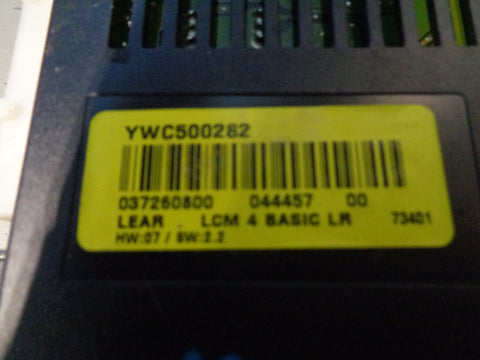 YWC500282
037260800 044457 00
LEAR LCM 4 BASIC LR 73401
HW:07 / SW:2.2